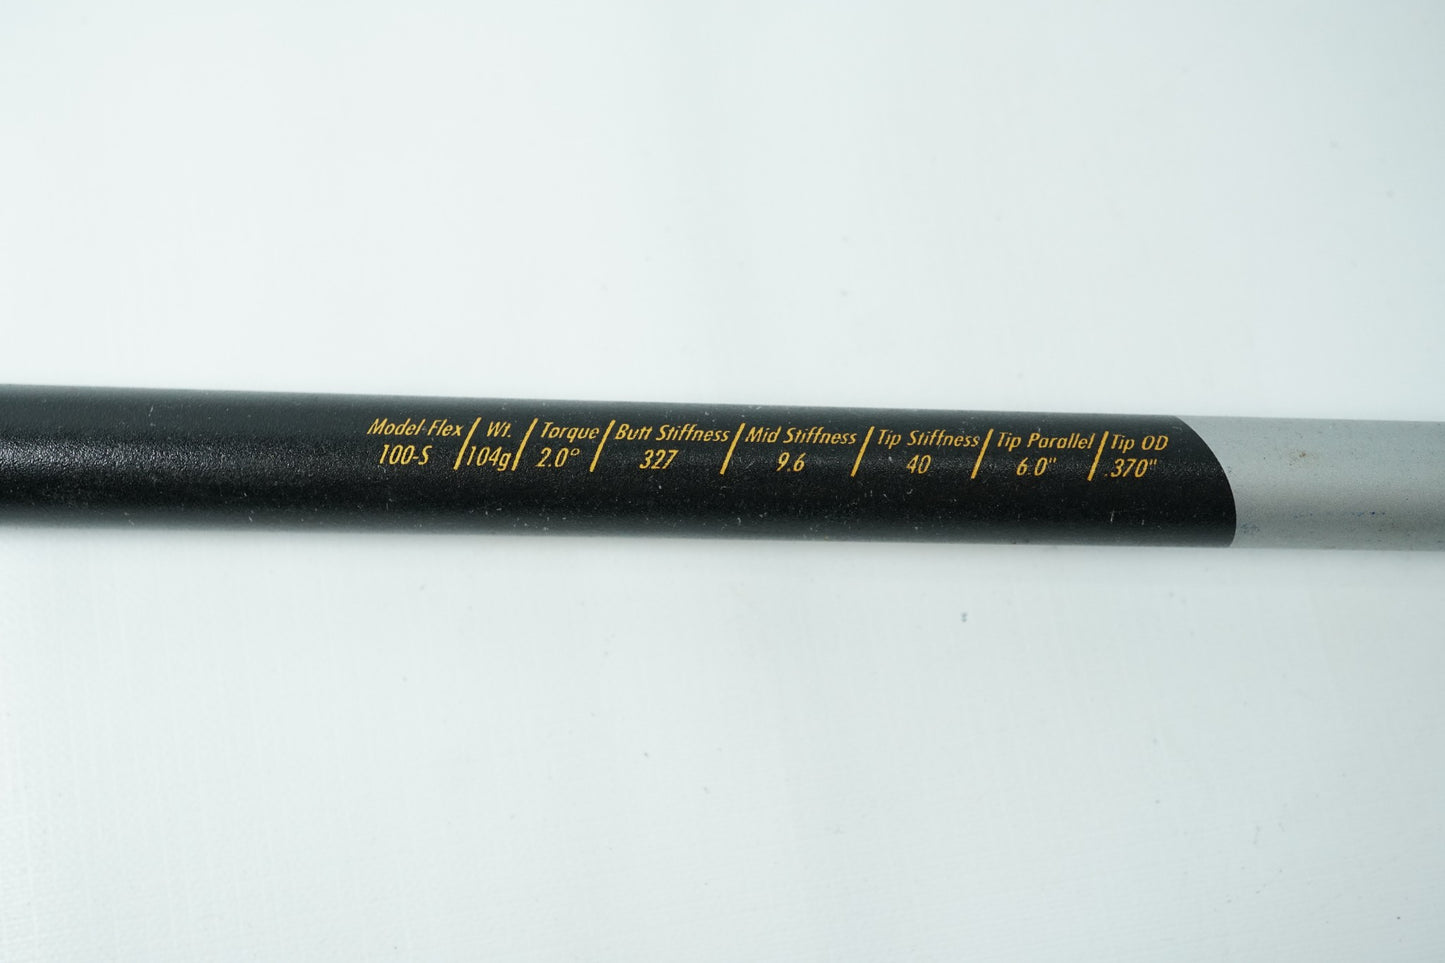 Model-Flex / Wt. / Torque / Butt Stiffness / Mid Stiffness / Tip Stiffness / Tip Parallel / Tip OD
100-S / 104g / 2.0° / 327 / 9.6 / 40 / 6.0" / .370"